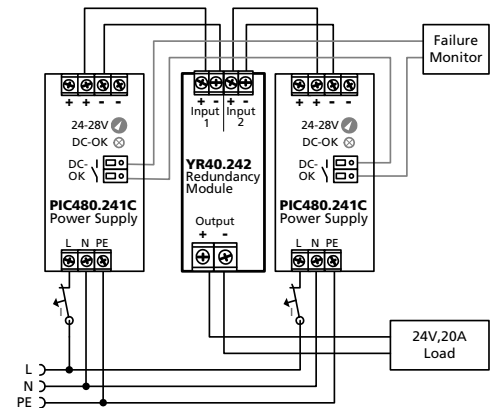 Failure
Monitor
+ + - -
24-28V
DC-OK
DC-
OK
PIC480.241C
Power Supply
L N PE
+ - + -
Input Input
1 2
YR40.242
Redundancy
Module
Output
+ -
+ + - -
24-28V
DC-OK
DC-
OK
PIC480.241C
Power Supply
L N PE
I
I
24V,20A
Load
L
N
PE